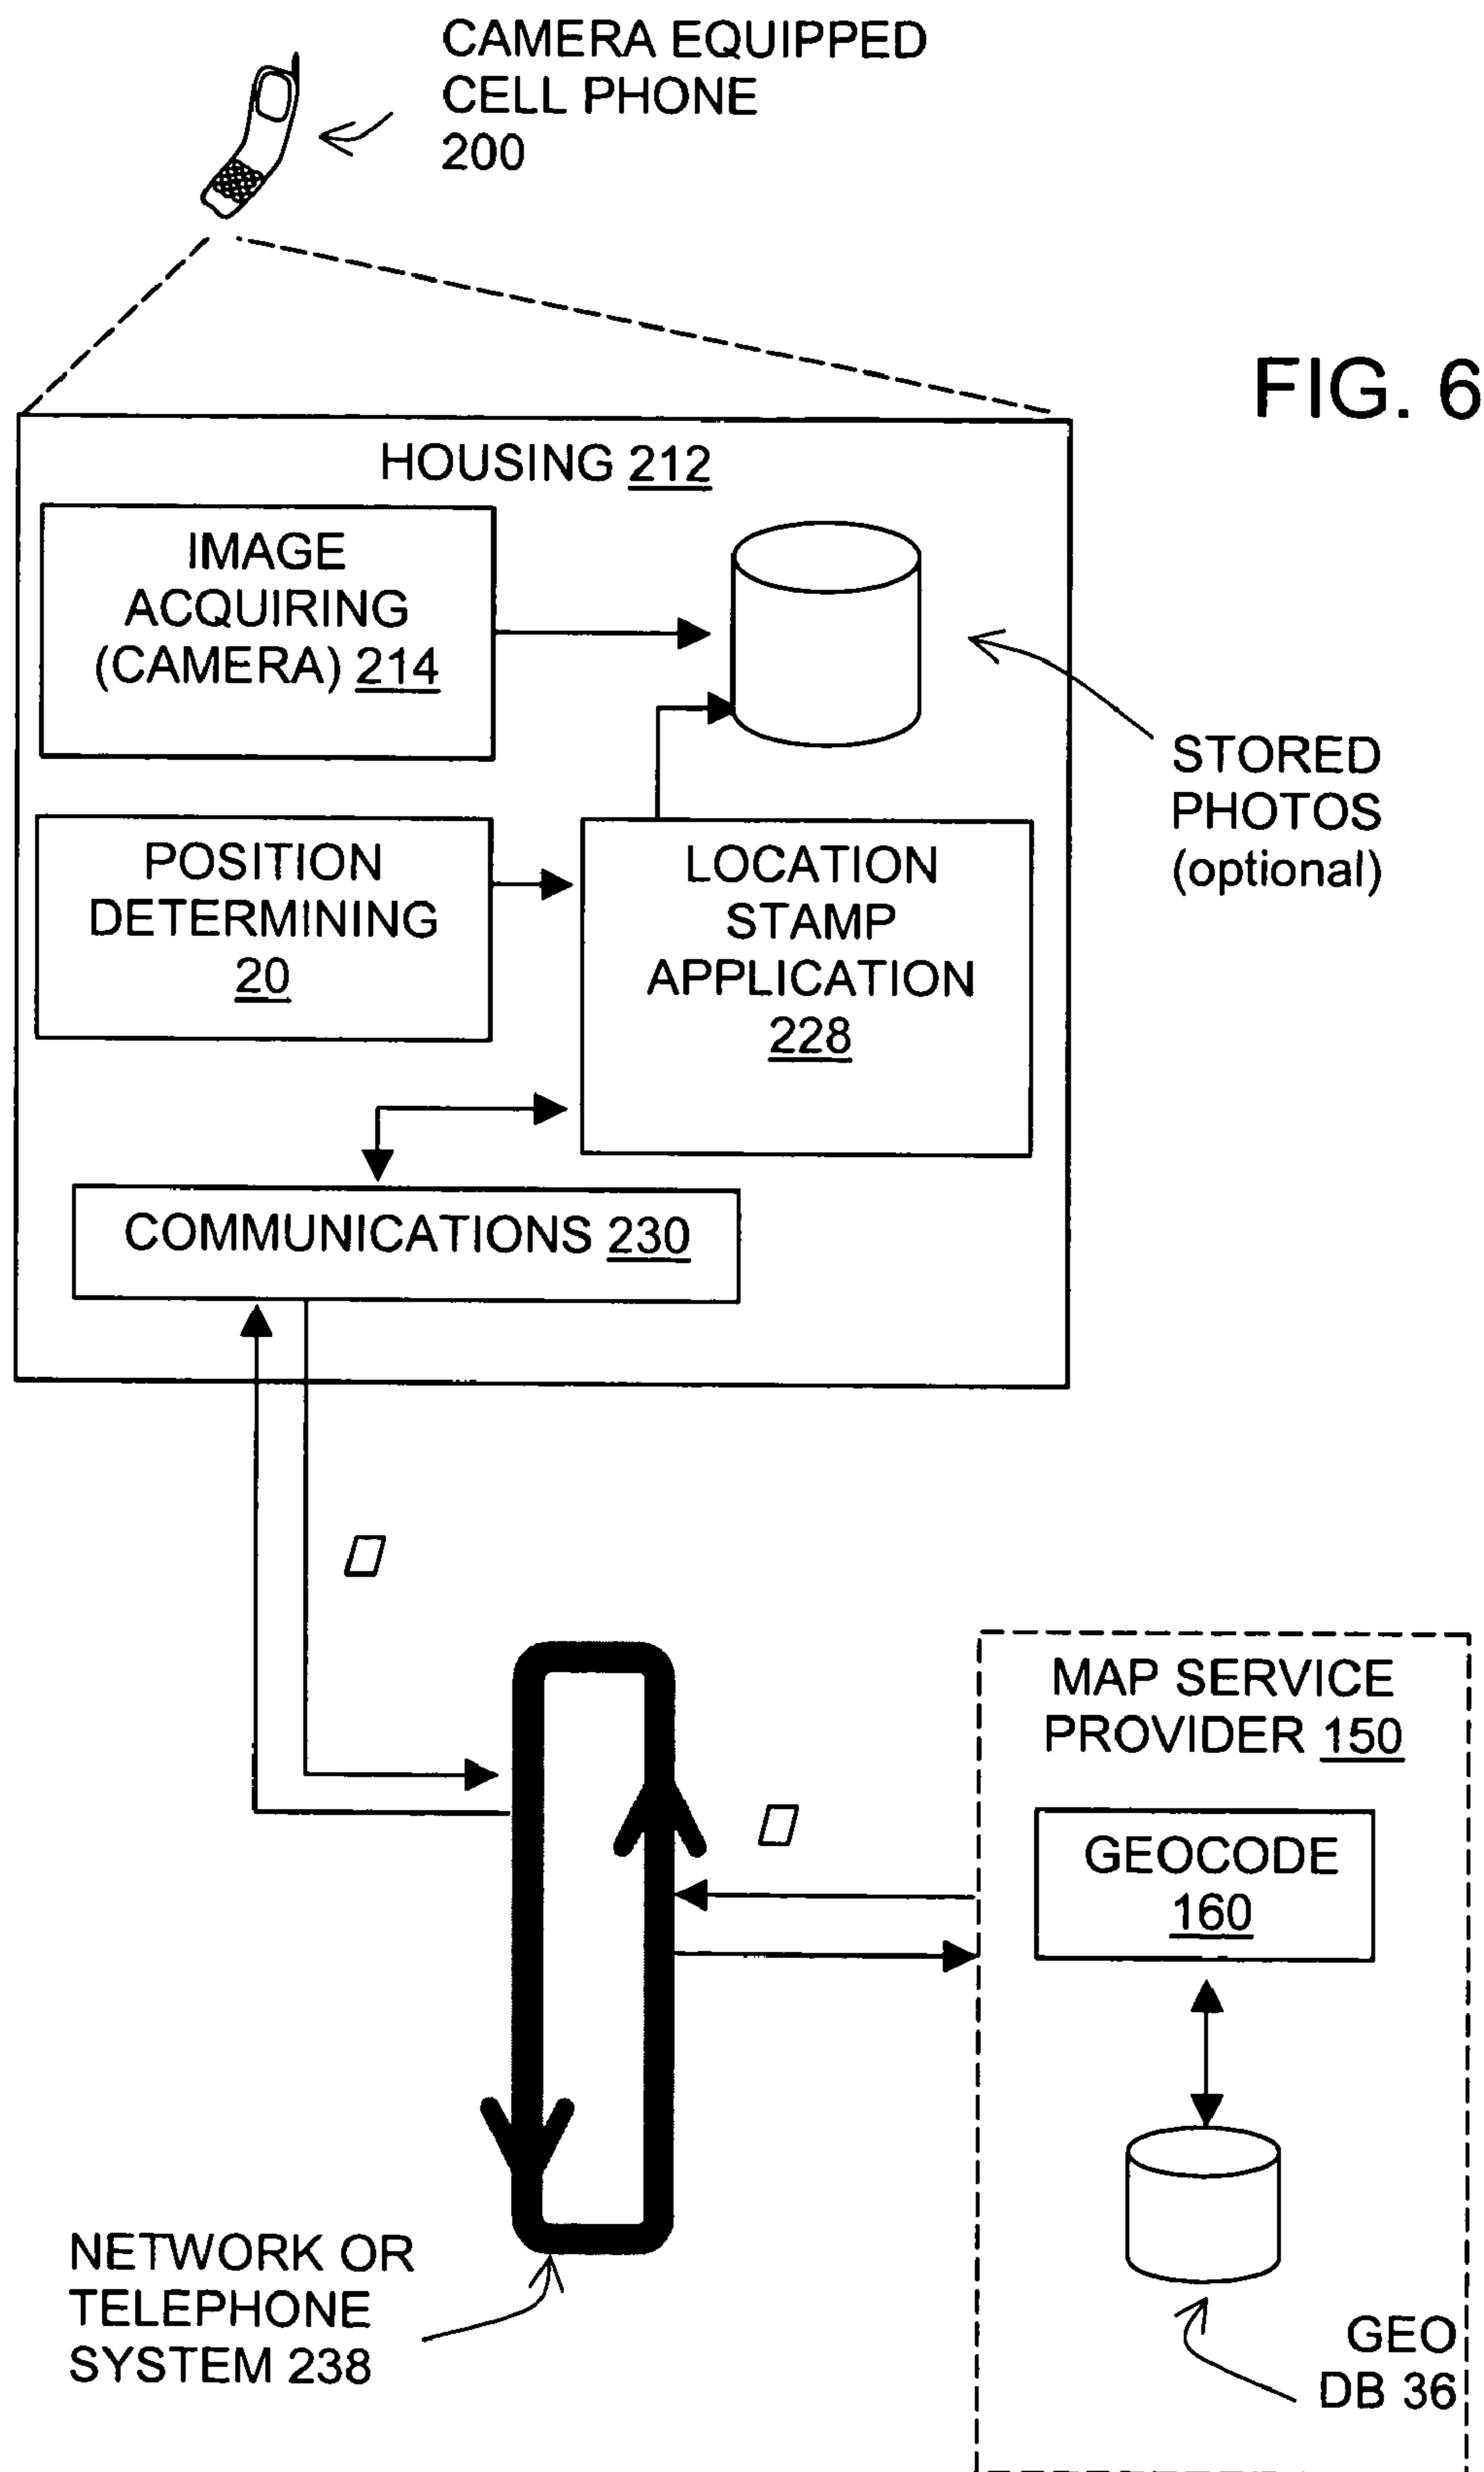 CAMERA EQUIPPED
CELL PHONE
200
FIG. 6
HOUSING 212
IMAGE
ACQUIRING
(CAMERA) 214
STORED
PHOTOS
(optional)
POSITION
DETERMINING
20
LOCATION
STAMP
APPLICATION
228
COMMUNICATIONS 230
MAP SERVICE
PROVIDER 150
GEOCODE
160
NETWORK OR
TELEPHONE
SYSTEM 238
GEO
DB 36